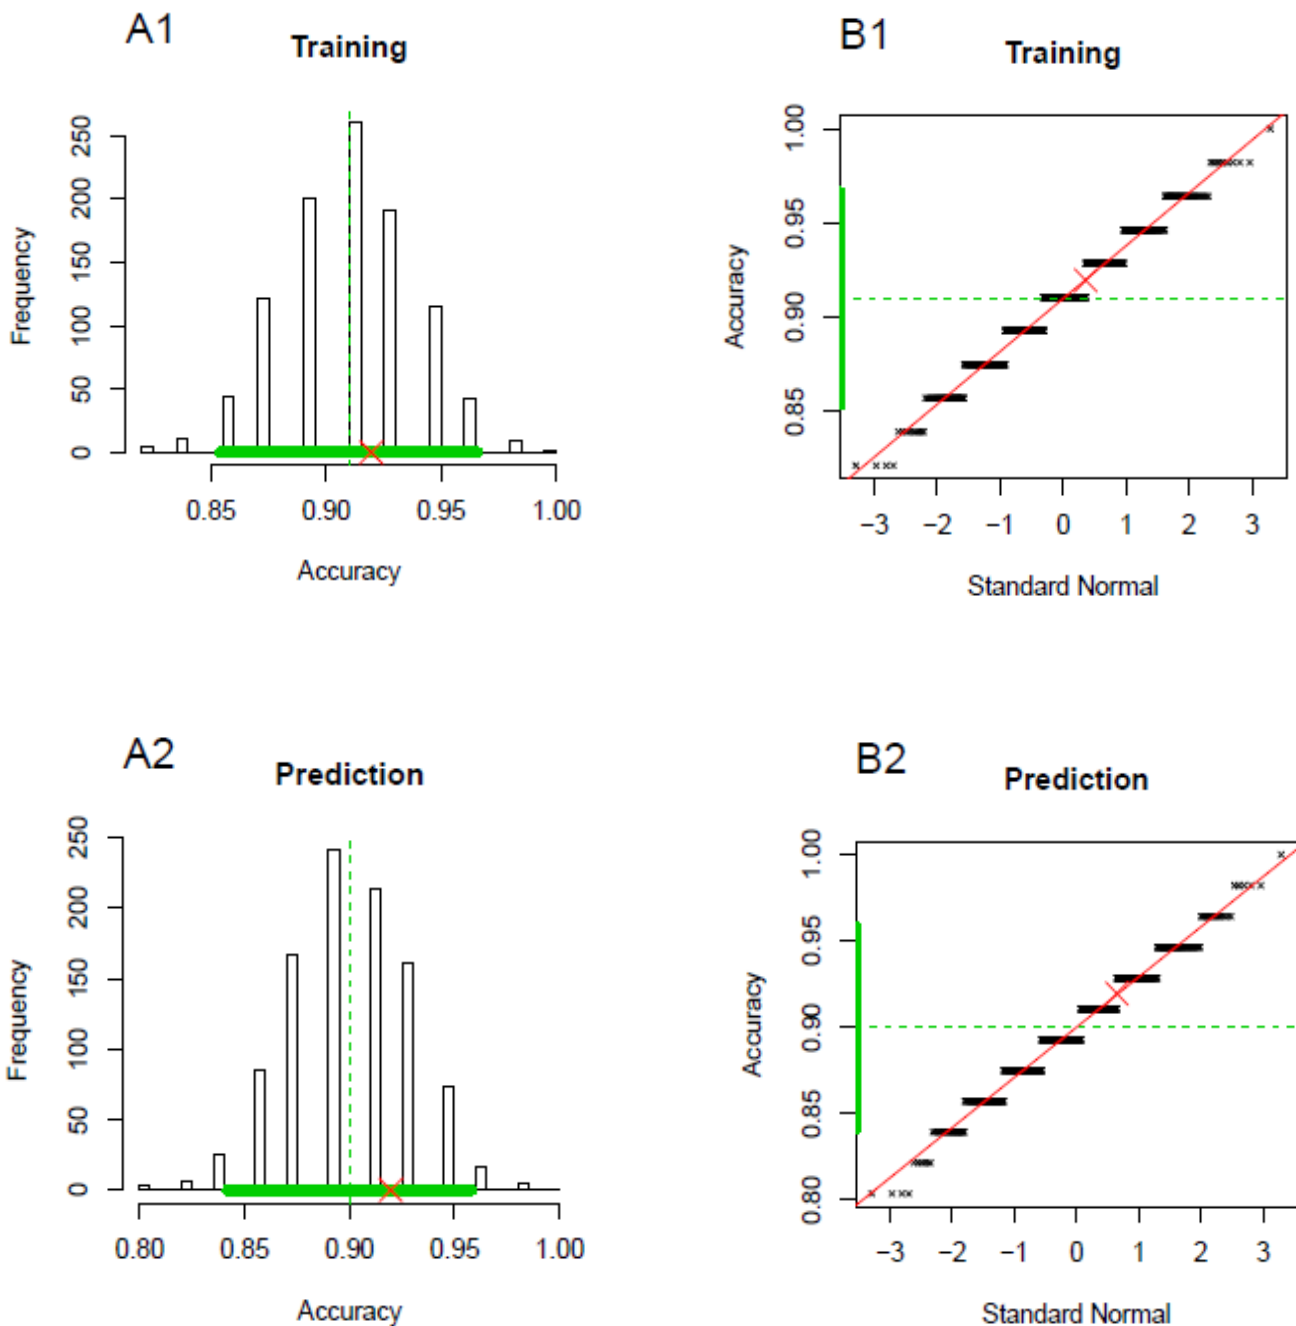 A1
Training
Frequency
250
200
150
100
50
0
0.85 0.90 0.95 1.00
Accuracy
B1
Training
Accuracy
1.00
0.95
0.90
0.85
−3 −2 −1 0 1 2 3
Standard Normal
A2
Prediction
Frequency
250
200
150
100
50
0
0.80 0.85 0.90 0.95 1.00
Accuracy
B2
Prediction
Accuracy
1.00
0.95
0.90
0.85
0.80
−3 −2 −1 0 1 2 3
Standard Normal